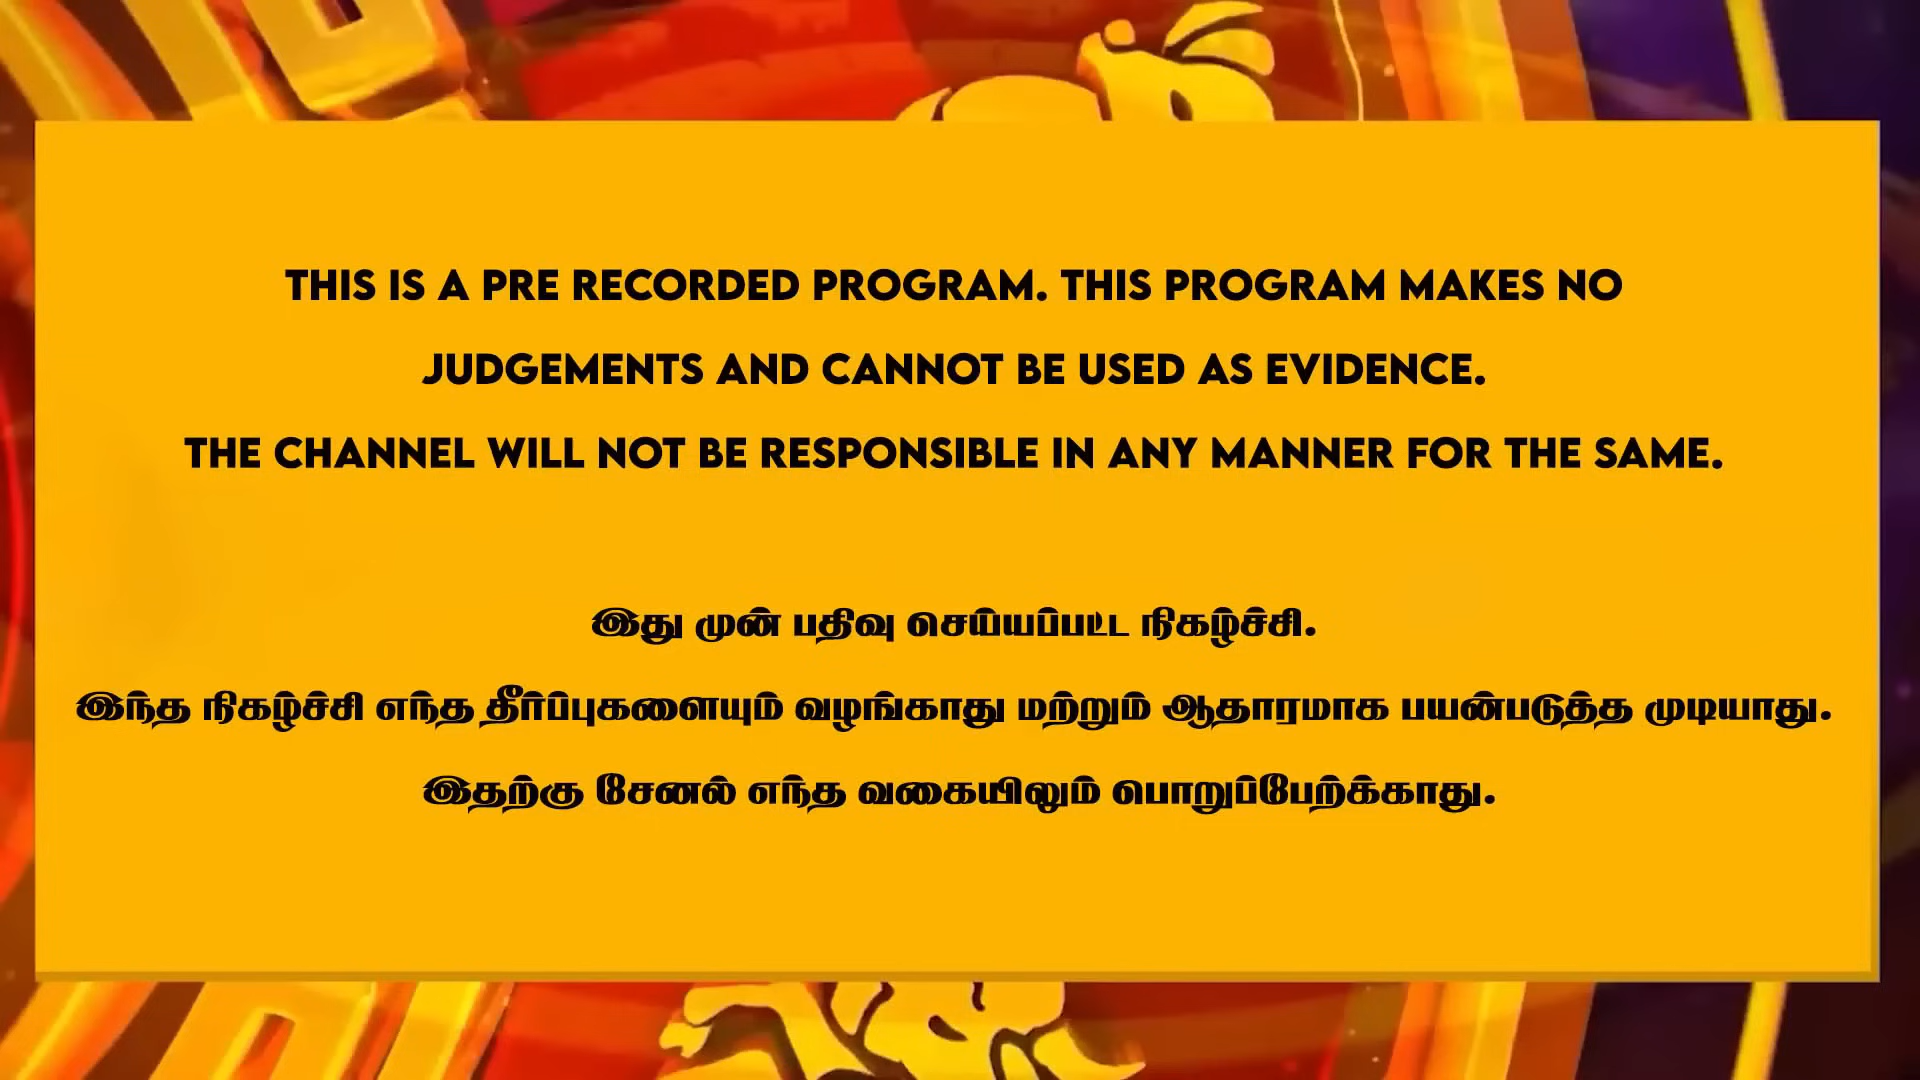 THIS IS A PRE RECORDED PROGRAM. THIS PROGRAM MAKES NO
JUDGEMENTS AND CANNOT BE USED AS EVIDENCE.
THE CHANNEL WILL NOT BE RESPONSIBLE IN ANY MANNER FOR THE SAME.
இது முன் பதிவு செய்யப்பட்ட நிகழ்ச்சி.
இந்த நிகழ்ச்சி எந்த தீர்ப்புகளையும் வழங்காது மற்றும் ஆதாரமாக பயன்படுத்த முடியாது.
இதற்கு சேனல் எந்த வகையிலும் பொறுப்பேற்க்காது.